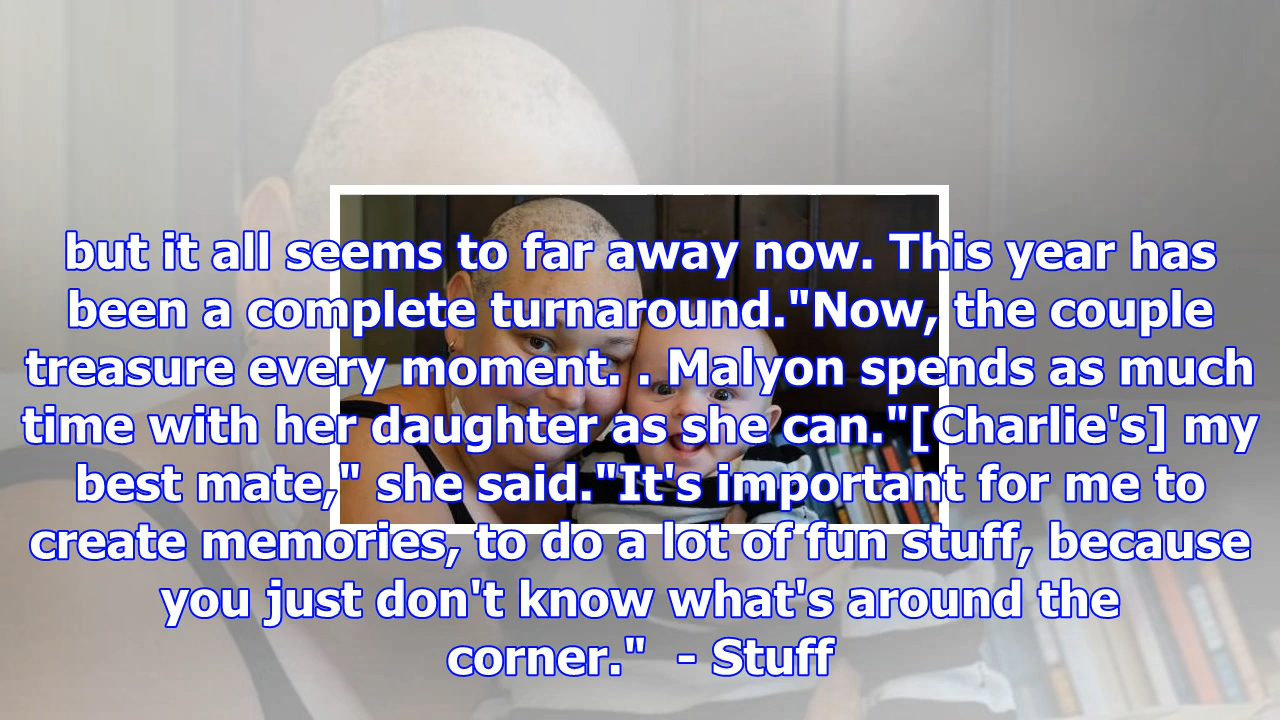 but it all seems to far away now. This year has
been a complete turnaround."Now, the couple
treasure every moment. . Malyon spends as much
time with her daughter as she can."[Charlie's] my
best mate," she said."It's important for me to
create memories, to do a lot of fun stuff, because
you just don't know what's around the
corner."  - Stuff